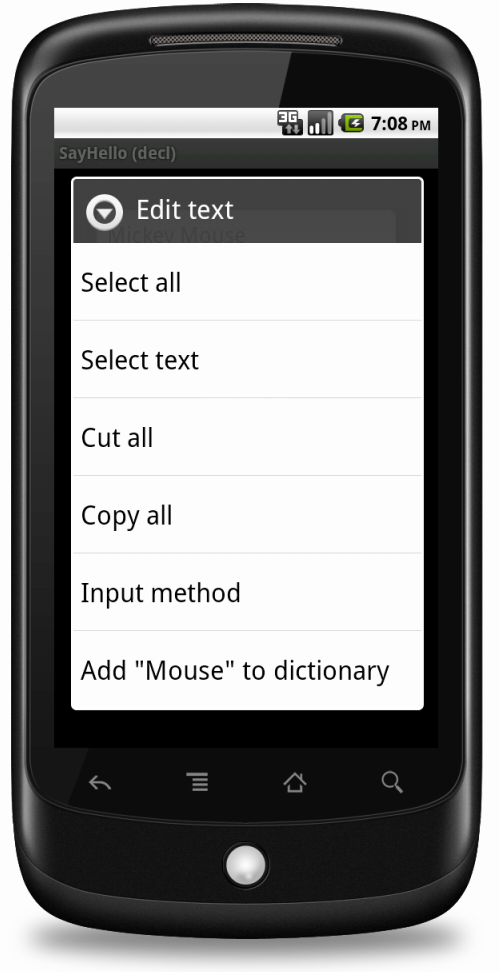 3G
7:08 PM
SayHello (decl)
Edit text
Mickey Mouse
Select all
Select text
Cut all
Copy all
Input method
Add "Mouse" to dictionary